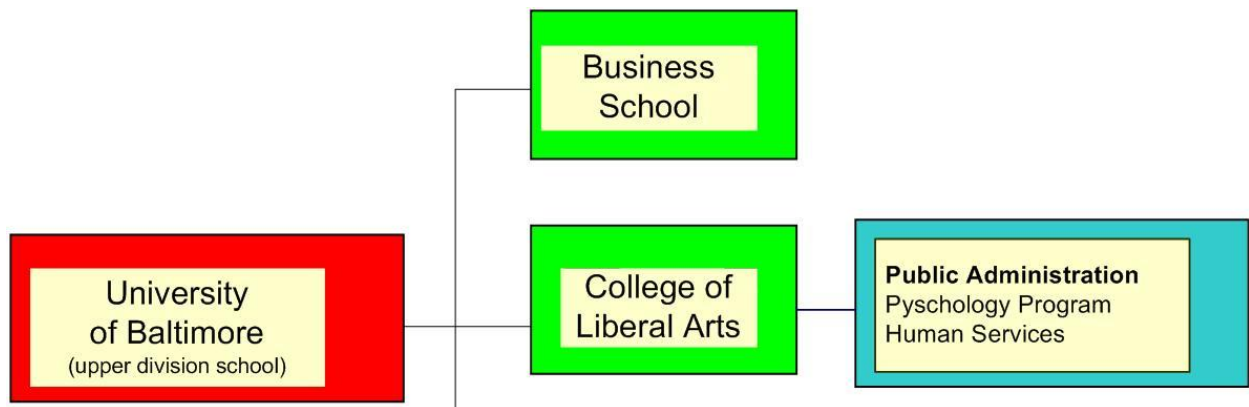 Business
School
University
of Baltimore
(upper division school)
College of
Liberal Arts
Public Administration
Pyschology Program
Human Services